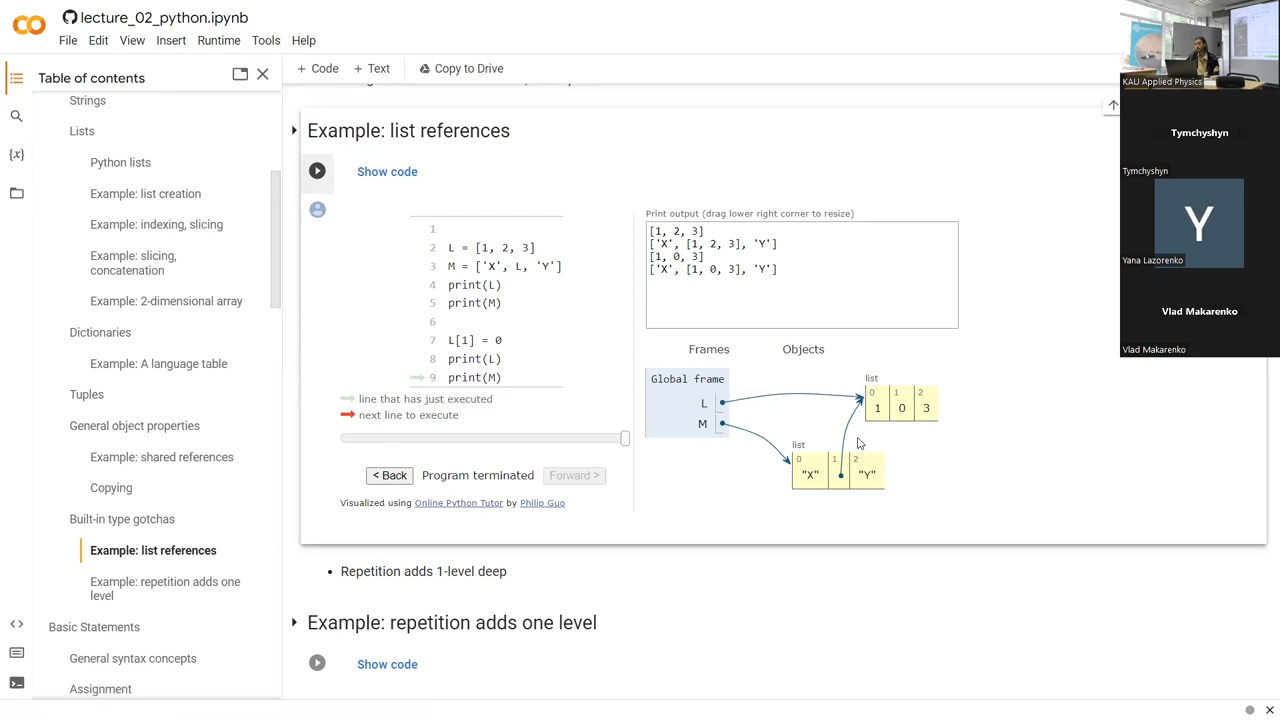 lecture_02_python.ipynb
File Edit View Insert Runtime Tools Help
Table of contents
Strings
Lists
Python lists
Example: list creation
Example: indexing, slicing
Example: slicing,
concatenation
Example: 2-dimensional array
Dictionaries
Example: A language table
Tuples
General object properties
Example: shared references
Copying
Built-in type gotchas
Example: list references
Example: repetition adds one
level
Basic Statements
General syntax concepts
Assignment
+ Code + Text Copy to Drive
Example: list references
Show code
1
2 L = [1, 2, 3]
3 M = ['X', L, 'Y']
4 print(L)
5 print(M)
6
7 L[1] = 0
8 print(L)
9 print(M)
line that has just executed
next line to execute
< Back Program terminated Forward >
Visualized using Online Python Tutor by Philip Guo
Print output (drag lower right corner to resize)
[1, 2, 3]
['X', [1, 2, 3], 'Y']
[1, 0, 3]
['X', [1, 0, 3], 'Y']
Frames Objects
Global frame
L
M
list
0 1 2
1 0 3
list
0 1 2
"X" "Y"
• Repetition adds 1-level deep
Example: repetition adds one level
Show code
KAU Applied Physics
Tymchyshyn
Tymchyshyn
Y
Yana Lazorenko
Vlad Makarenko
Vlad Makarenko